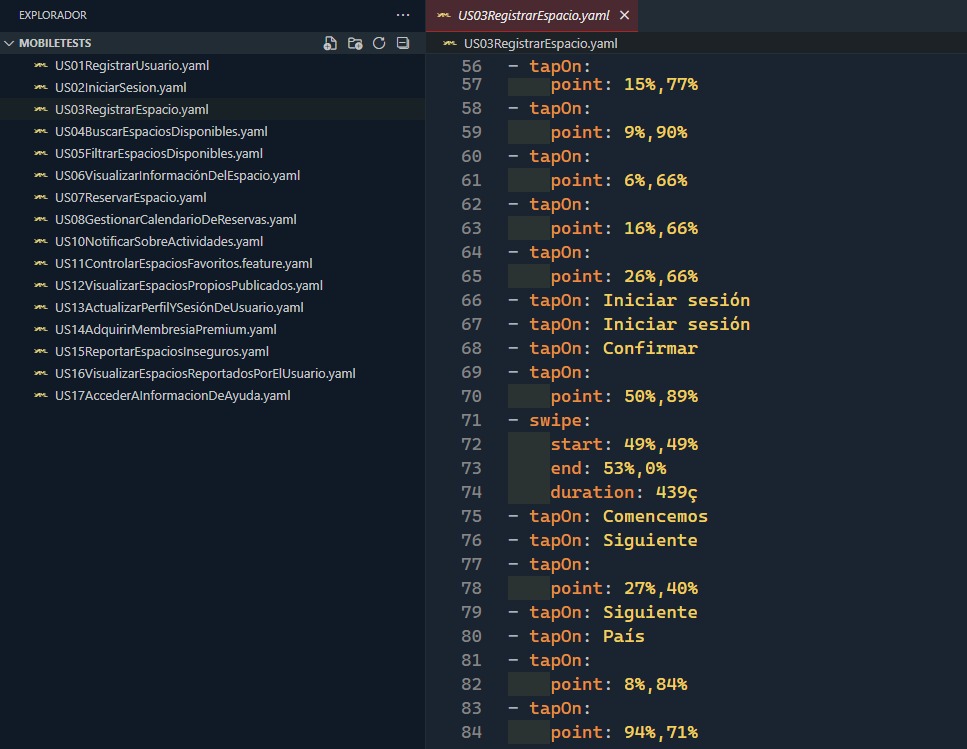 EXPLORADOR
MOBILETESTS
US01RegistrarUsuario.yaml
US02IniciarSesion.yaml
US03RegistrarEspacio.yaml
US04BuscarEspaciosDisponibles.yaml
US05FiltrarEspaciosDisponibles.yaml
US06VisualizarInformaciónDelEspacio.yaml
US07ReservarEspacio.yaml
US08GestionarCalendarioDeReservas.yaml
US10NotificarSobreActividades.yaml
US11ControlarEspaciosFavoritos.feature.yaml
US12VisualizarEspaciosPropiosPublicados.yaml
US13ActualizarPerfilYSesiónDeUsuario.yaml
US14AdquirirMembresiaPremium.yaml
US15ReportarEspaciosInseguros.yaml
US16VisualizarEspaciosReportadosPorElUsuario.yaml
US17AccederAInformacionDeAyuda.yaml
US03RegistrarEspacio.yaml
US03RegistrarEspacio.yaml
56 - tapOn:
57 point: 15%,77%
58 - tapOn:
59 point: 9%,90%
60 - tapOn:
61 point: 6%,66%
62 - tapOn:
63 point: 16%,66%
64 - tapOn:
65 point: 26%,66%
66 - tapOn: Iniciar sesión
67 - tapOn: Iniciar sesión
68 - tapOn: Confirmar
69 - tapOn:
70 point: 50%,89%
71 - swipe:
72 start: 49%,49%
73 end: 53%,0%
74 duration: 439ç
75 - tapOn: Comencemos
76 - tapOn: Siguiente
77 - tapOn:
78 point: 27%,40%
79 - tapOn: Siguiente
80 - tapOn: País
81 - tapOn:
82 point: 8%,84%
83 - tapOn:
84 point: 94%,71%